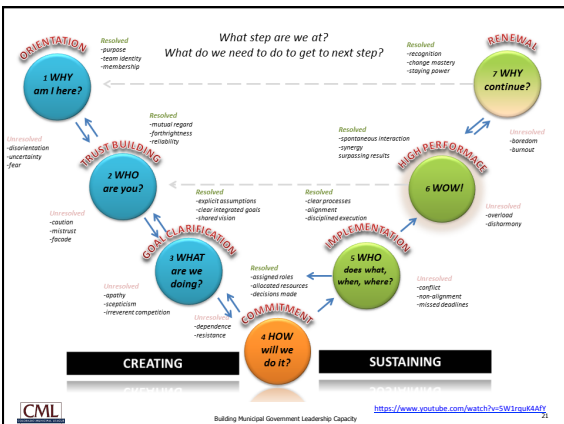 What step are we at?
What do we need to do to get to next step?
ORIENTATION
1 WHY
am I here?
Resolved
-purpose
-team identity
-membership
Unresolved
-disorientation
-uncertainty
-fear
TRUST BUILDING
2 WHO
are you?
Resolved
-mutual regard
-forthrightness
-reliability
Unresolved
-caution
-mistrust
-facade
GOAL CLARIFICATION
3 WHAT
are we
doing?
Resolved
-explicit assumptions
-clear integrated goals
-shared vision
Unresolved
-apathy
-scepticism
-irreverent competition
COMMITMENT
4 HOW
will we
do it?
Resolved
-assigned roles
-allocated resources
-decisions made
Unresolved
-dependence
-resistance
IMPLEMENTATION
5 WHO
does what,
when, where?
Resolved
-clear processes
-alignment
-disciplined execution
Unresolved
-conflict
-non-alignment
-missed deadlines
HIGH PERFORMACE
6 WOW!
Resolved
-spontaneous interaction
-synergy
surpassing results
Unresolved
-overload
-disharmony
RENEWAL
7 WHY
continue?
Resolved
-recognition
-change mastery
-staying power
Unresolved
-boredom
-burnout
CREATING
SUSTAINING
CML
COLORADO MUNICIPAL LEAGUE
Building Municipal Government Leadership Capacity
https://www.youtube.com/watch?v=5W1rquK4AfY
21